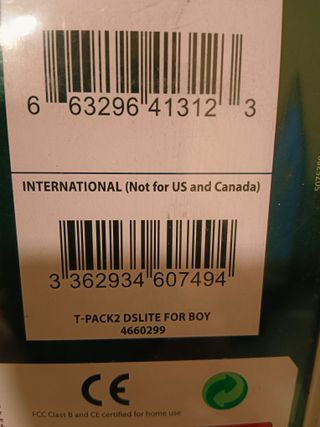 6 63296 41312 3
INTERNATIONAL (Not for US and Canada)
3 362934 607494
T-PACK2 DSLITE FOR BOY
4660299
CE
FCC Class B and CE certified for home use